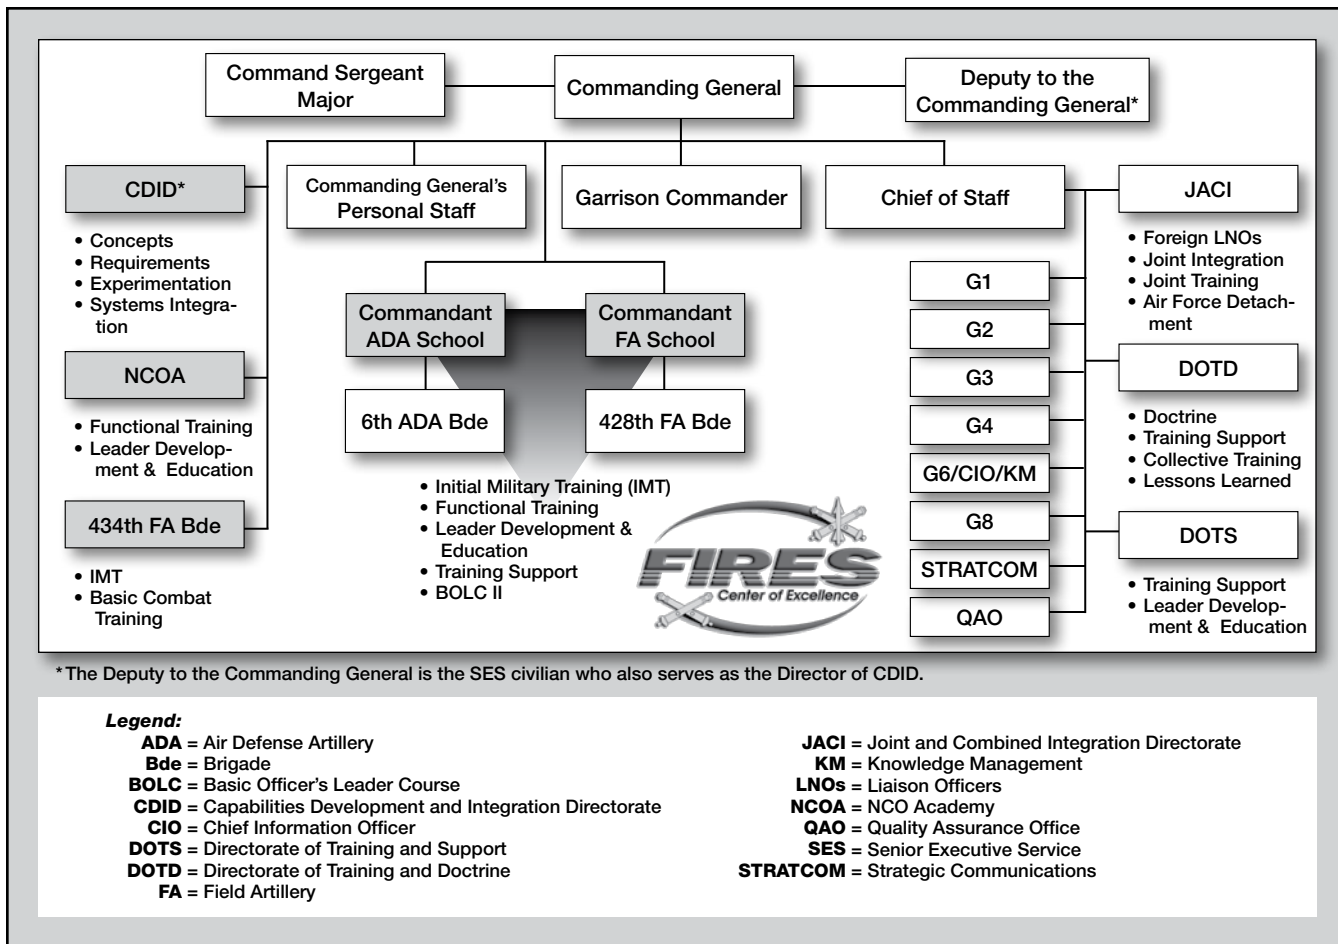 Command Sergeant
Major
Commanding General
Deputy to the
Commanding General*
CDID*
• Concepts
• Requirements
• Experimentation
• Systems Integra-
tion
NCOA
• Functional Training
• Leader Develop-
ment & Education
434th FA Bde
• IMT
• Basic Combat
Training
Commanding General's
Personal Staff
Garrison Commander
Chief of Staff
Commandant
ADA School
Commandant
FA School
6th ADA Bde
428th FA Bde
• Initial Military Training (IMT)
• Functional Training
• Leader Development &
Education
• Training Support
• BOLC II
FIRES
Center of Excellence
G1
G2
G3
G4
G6/CIO/KM
G8
STRATCOM
QAO
JACI
• Foreign LNOs
• Joint Integration
• Joint Training
• Air Force Detach-
ment
DOTD
• Doctrine
• Training Support
• Collective Training
• Lessons Learned
DOTS
• Training Support
• Leader Develop-
ment & Education
*The Deputy to the Commanding General is the SES civilian who also serves as the Director of CDID.
Legend:
ADA = Air Defense Artillery
Bde = Brigade
BOLC = Basic Officer's Leader Course
CDID = Capabilities Development and Integration Directorate
CIO = Chief Information Officer
DOTS = Directorate of Training and Support
DOTD = Directorate of Training and Doctrine
FA = Field Artillery
JACI = Joint and Combined Integration Directorate
KM = Knowledge Management
LNOs = Liaison Officers
NCOA = NCO Academy
QAO = Quality Assurance Office
SES = Senior Executive Service
STRATCOM = Strategic Communications